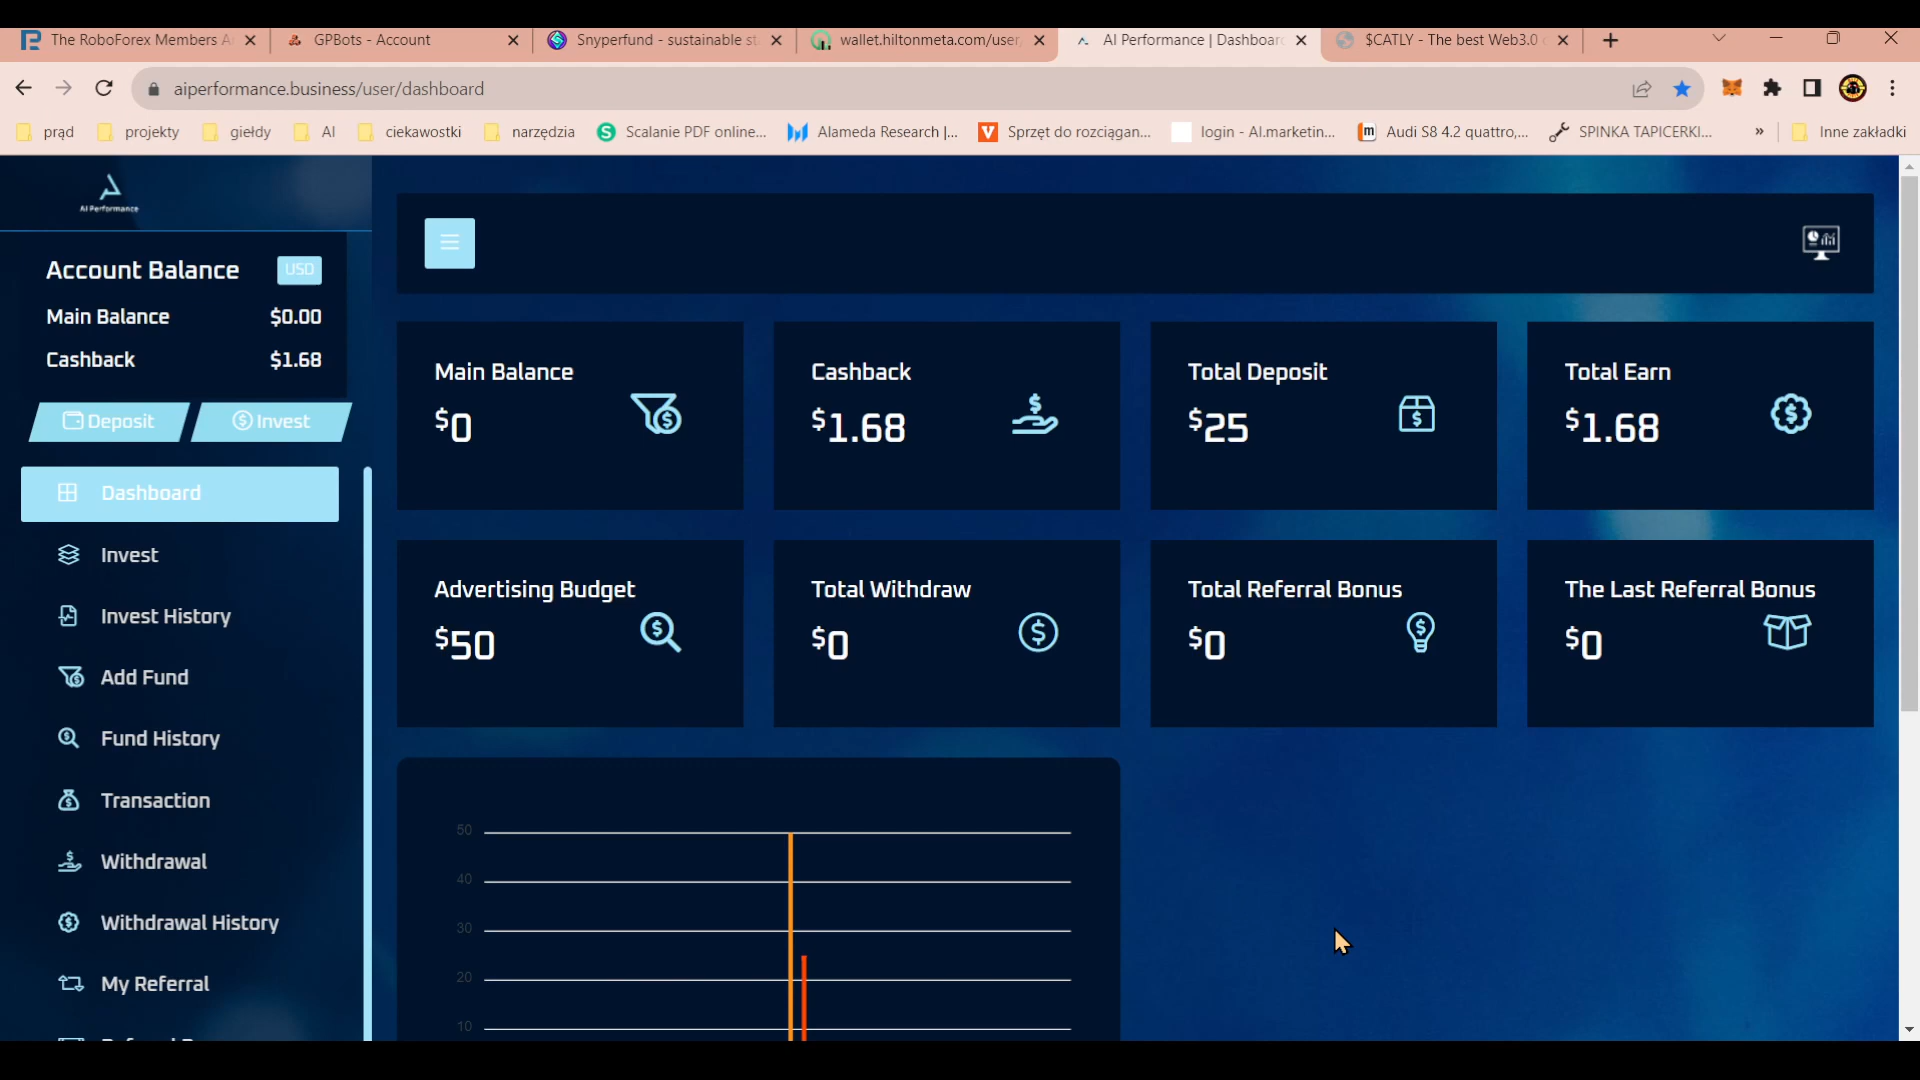 The RoboForex Members A
GPBots - Account
Snyperfund - sustainable st
wallet.hiltonmeta.com/user
AI Performance | Dashboar
$CATLY - The best Web3.0
aiperformance.business/user/dashboard
prąd
projekty
giełdy
AI
ciekawostki
narzędzia
Scalanie PDF online...
Alameda Research |...
Sprzęt do rozciągan...
login - AI.marketin...
Audi S8 4.2 quattro,...
SPINKA TAPICERKI...
»
Inne zakładki
AI Performance
Account Balance USD
Main Balance $0.00
Cashback $1.68
Deposit
Invest
Dashboard
Invest
Invest History
Add Fund
Fund History
Transaction
Withdrawal
Withdrawal History
My Referral
Main Balance
$0
Cashback
$1.68
Total Deposit
$25
Total Earn
$1.68
Advertising Budget
$50
Total Withdraw
$0
Total Referral Bonus
$0
The Last Referral Bonus
$0
50
40
30
20
10